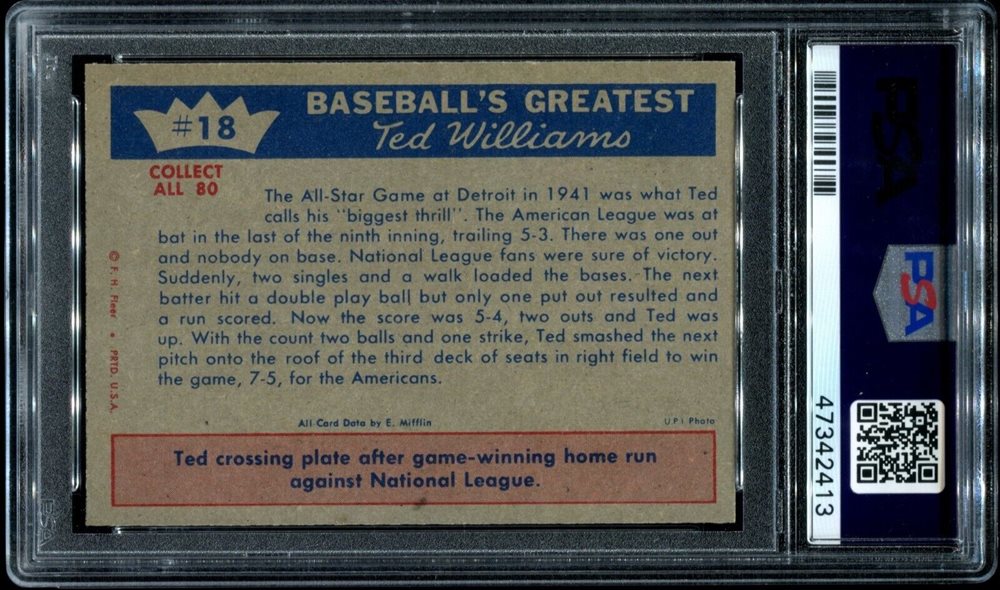 #18
BASEBALL'S GREATEST
Ted Williams
COLLECT
ALL 80
The All-Star Game at Detroit in 1941 was what Ted
calls his "biggest thrill". The American League was at
bat in the last of the ninth inning, trailing 5-3. There was one out
and nobody on base. National League fans were sure of victory.
Suddenly, two singles and a walk loaded the bases. The next
batter hit a double play ball but only one put out resulted and
a run scored. Now the score was 5-4, two outs and Ted was
up. With the count two balls and one strike, Ted smashed the next
pitch onto the roof of the third deck of seats in right field to win
the game, 7-5, for the Americans.
© F. H. Fleer • PRTD. U.S.A.
All Card Data by E. Mifflin
UPI Photo
Ted crossing plate after game-winning home run
against National League.
PSA
PSA
47342413